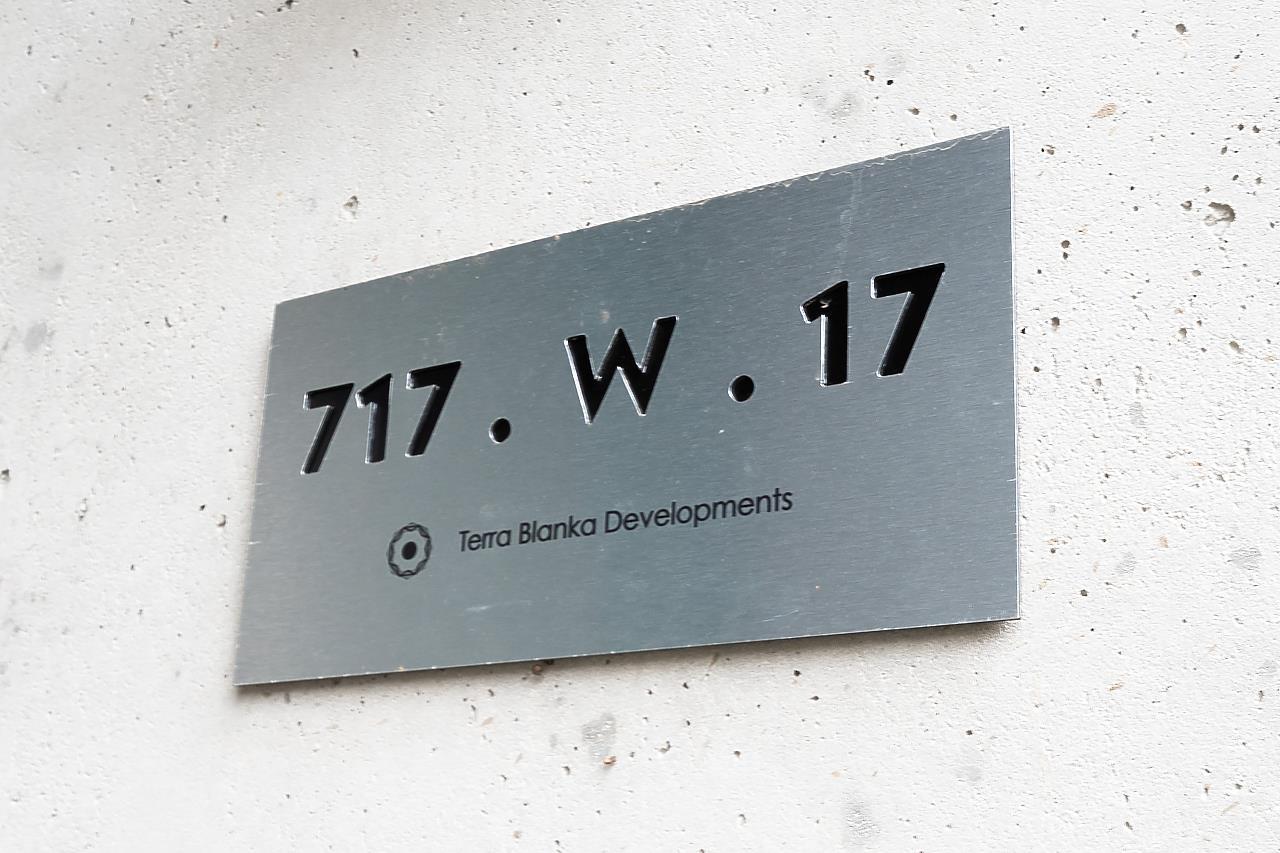 717 . W . 17
Terra Blanka Developments